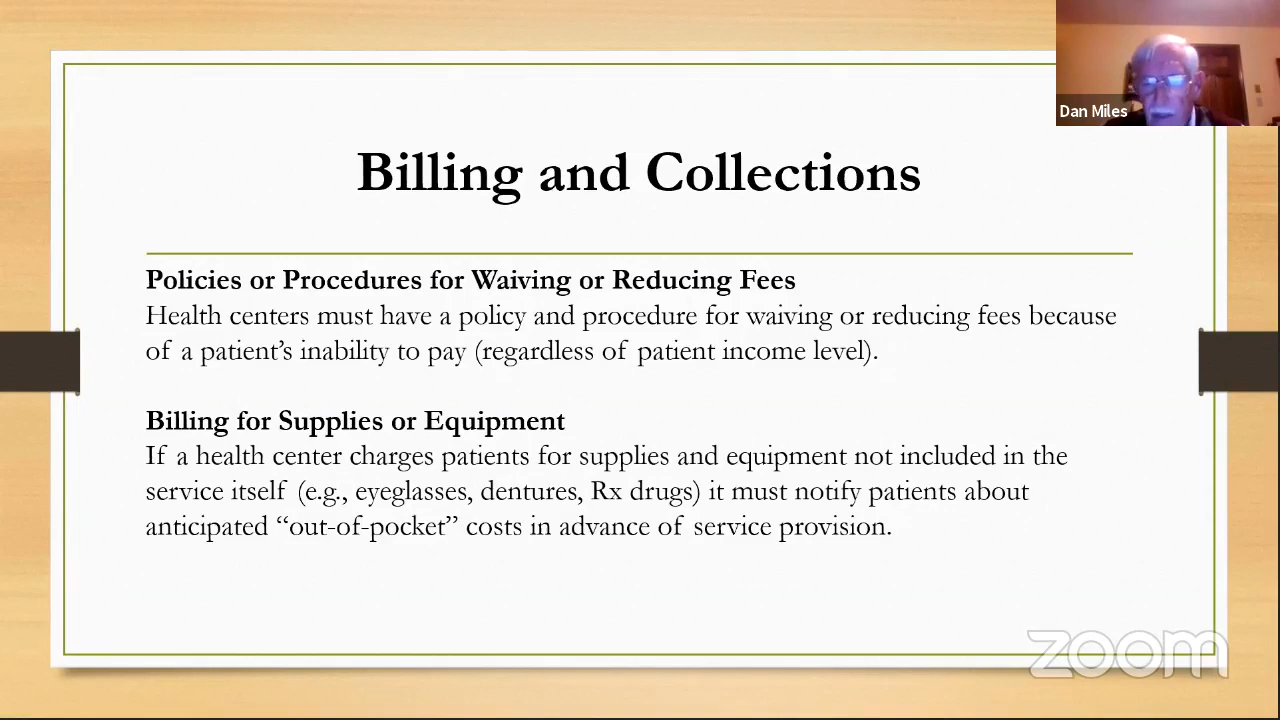 Dan Miles
Billing and Collections
Policies or Procedures for Waiving or Reducing Fees
Health centers must have a policy and procedure for waiving or reducing fees because
of a patient’s inability to pay (regardless of patient income level).
Billing for Supplies or Equipment
If a health center charges patients for supplies and equipment not included in the
service itself (e.g., eyeglasses, dentures, Rx drugs) it must notify patients about
anticipated “out-of-pocket” costs in advance of service provision.
zoom